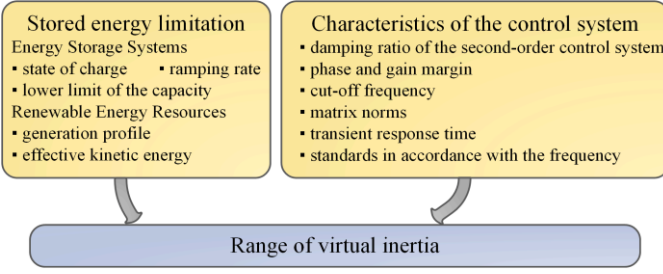 Stored energy limitation
Energy Storage Systems
▪ state of charge ▪ ramping rate
▪ lower limit of the capacity
Renewable Energy Resources
▪ generation profile
▪ effective kinetic energy
Characteristics of the control system
▪ damping ratio of the second-order control system
▪ phase and gain margin
▪ cut-off frequency
▪ matrix norms
▪ transient response time
▪ standards in accordance with the frequency
Range of virtual inertia